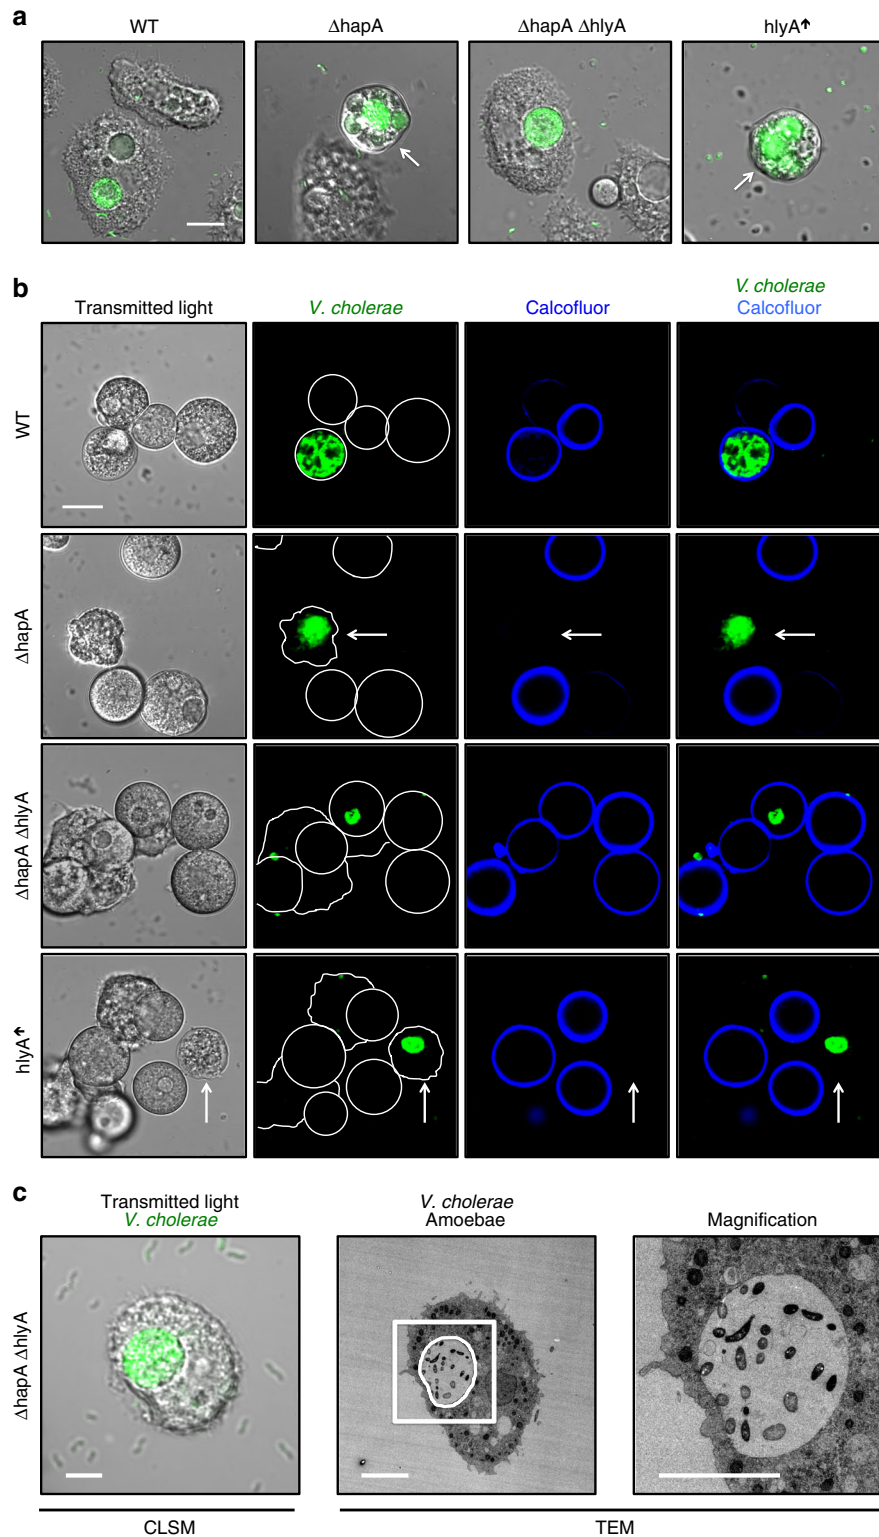 a
WT
ΔhapA
ΔhapA ΔhlyA
hlyA↑
b
V. cholerae
Transmitted light
V. cholerae
Calcofluor
Calcofluor
WT
ΔhapA
ΔhapA ΔhlyA
hlyA↑
c
Transmitted light
V. cholerae
V. cholerae
Amoebae
Magnification
ΔhapA ΔhlyA
CLSM
TEM